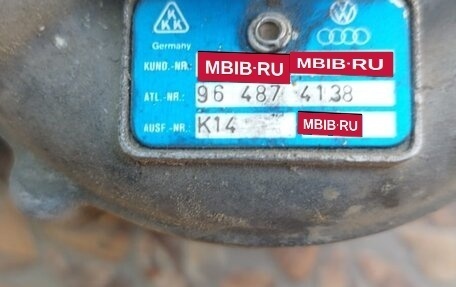 KKK
Germany
KUND.-NR.: MBIB·RU MBIB·RU
ATL.-NR.: 96 487 4138
AUSF.-NR.: K14 MBIB·RU